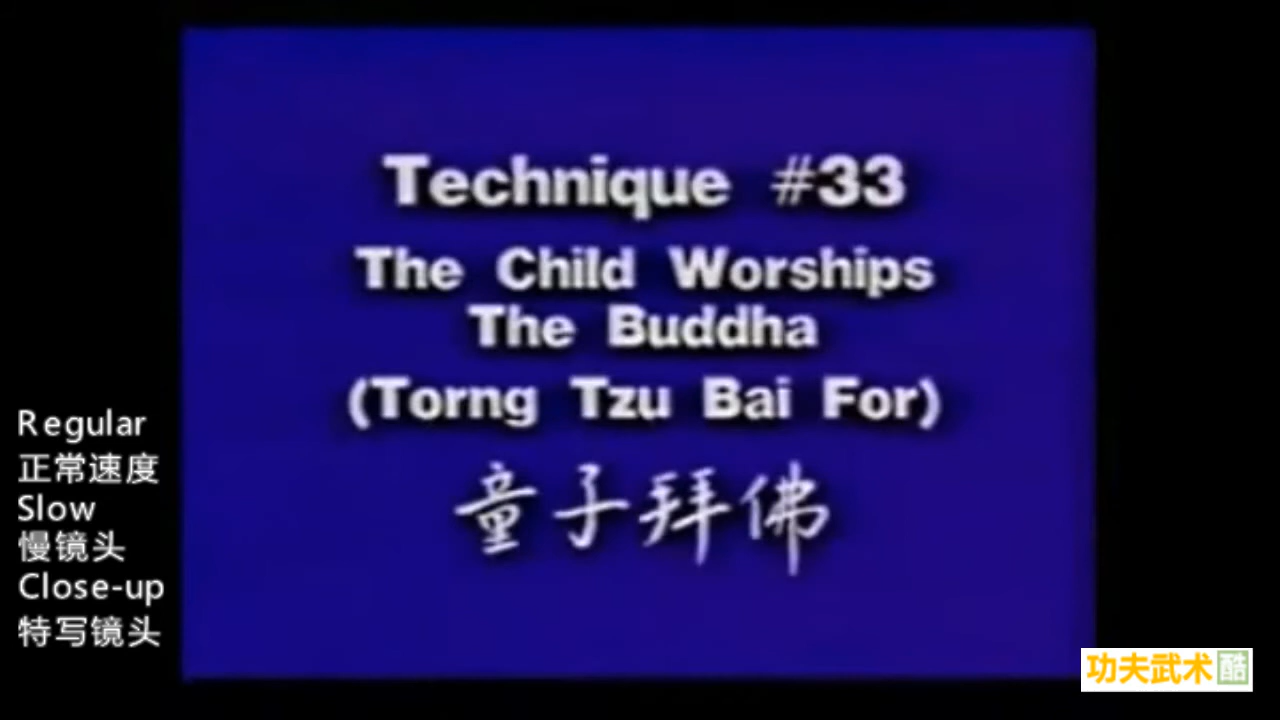 Technique #33
The Child Worships
The Buddha
(Torng Tzu Bai For)
童子拜佛
Regular
正常速度
Slow
慢镜头
Close-up
特写镜头
功夫武术酷